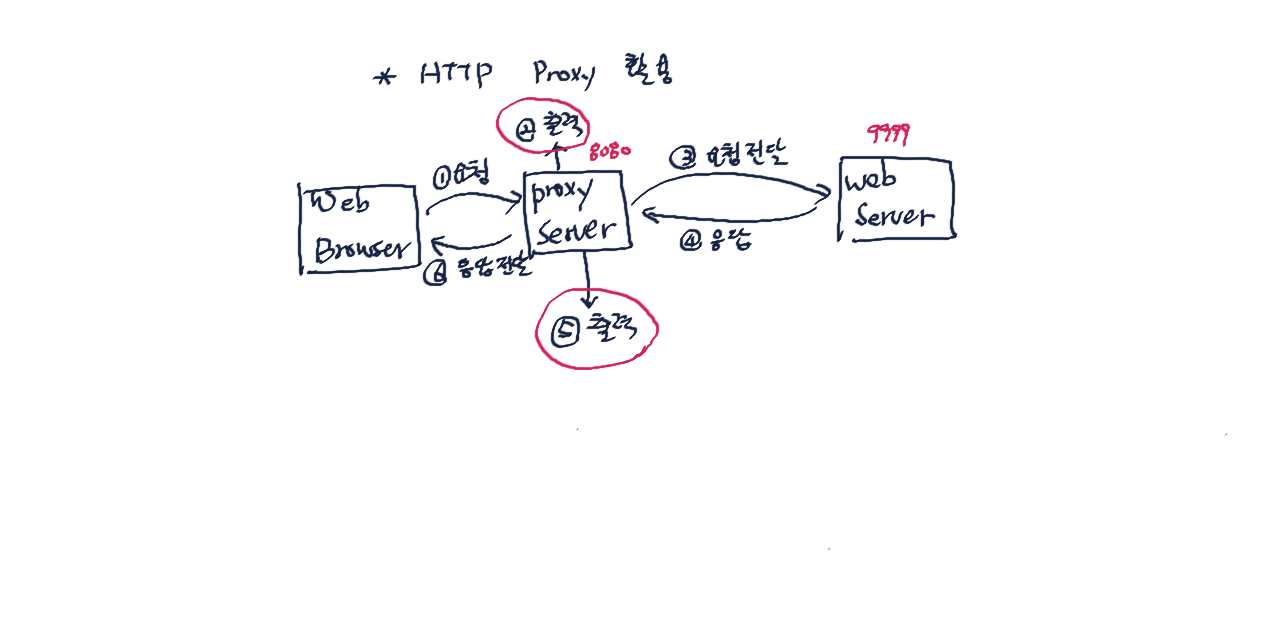 * HTTP Proxy 활용
② 출력
8080
9999
① 요청
③ 요청 전달
Web
Browser
proxy
Server
web
Server
④ 응답
⑥ 응답 전달
⑤ 출력